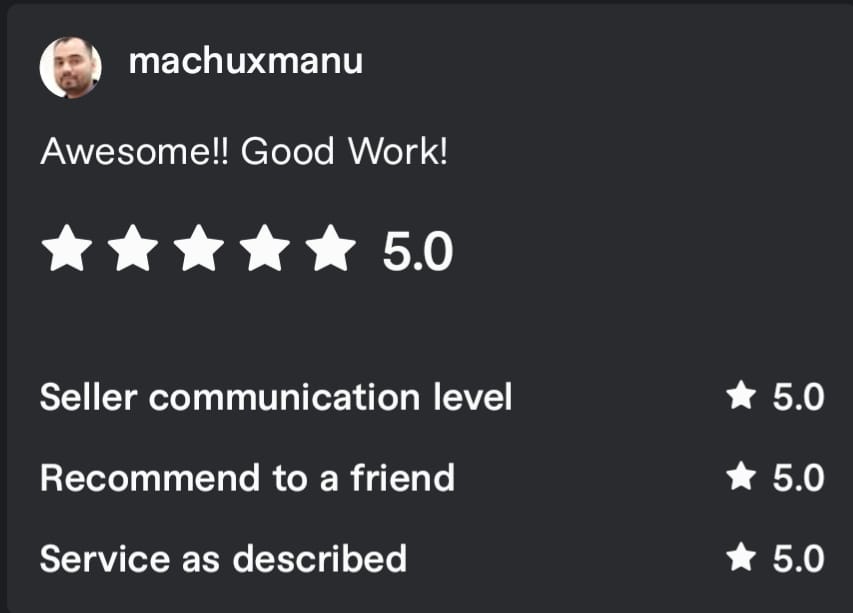 machuxmanu
Awesome!! Good Work!
5.0
Seller communication level 5.0
Recommend to a friend 5.0
Service as described 5.0